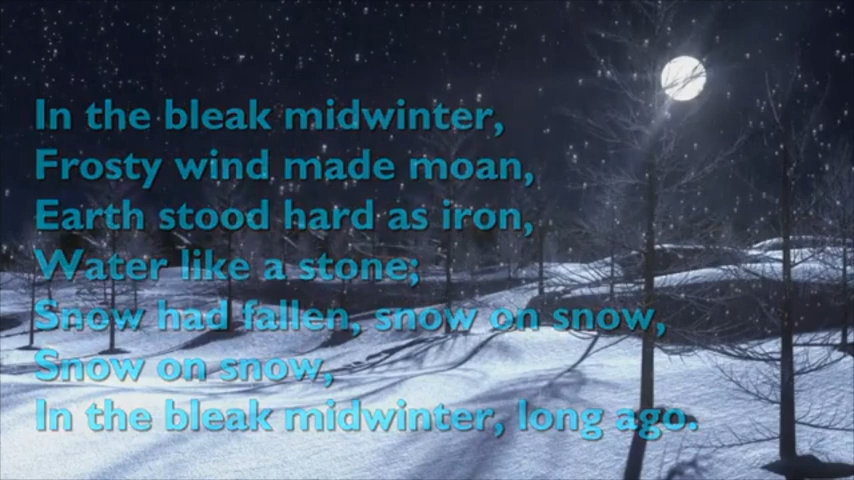 In the bleak midwinter,
Frosty wind made moan,
Earth stood hard as iron,
Water like a stone;
Snow had fallen, snow on snow,
Snow on snow,
In the bleak midwinter, long ago.